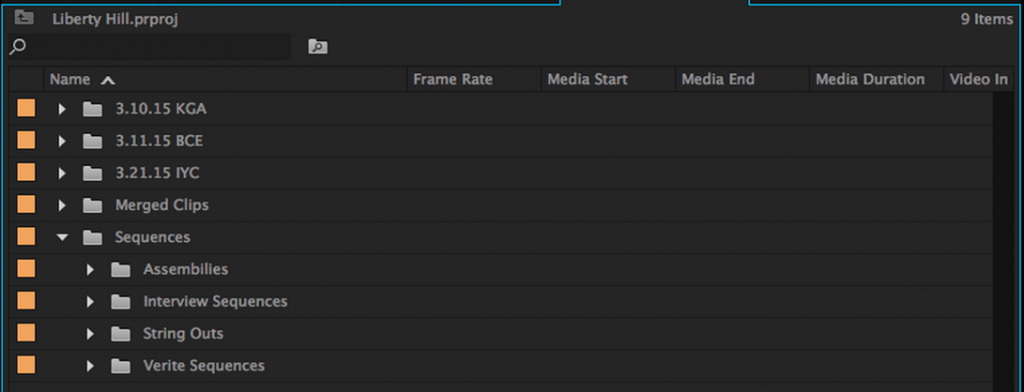 Liberty Hill.prproj 9 Items
Name Frame Rate Media Start Media End Media Duration Video In
3.10.15 KGA
3.11.15 BCE
3.21.15 IYC
Merged Clips
Sequences
Assembilies
Interview Sequences
String Outs
Verite Sequences